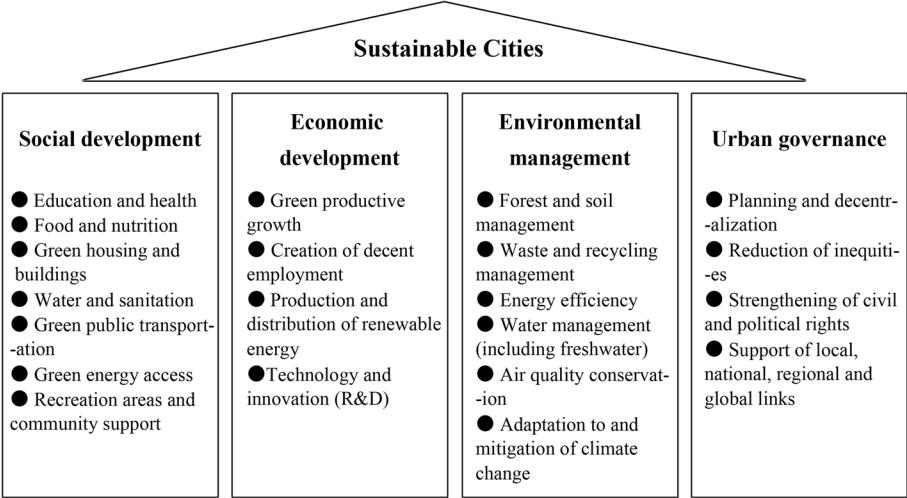 Sustainable Cities
Social development
● Education and health
● Food and nutrition
● Green housing and
buildings
● Water and sanitation
● Green public transport-
-ation
● Green energy access
● Recreation areas and
community support
Economic
development
● Green productive
growth
● Creation of decent
employment
● Production and
distribution of renewable
energy
●Technology and
innovation (R&D)
Environmental
management
● Forest and soil
management
● Waste and recycling
management
● Energy efficiency
● Water management
(including freshwater)
● Air quality conservat-
-ion
● Adaptation to and
mitigation of climate
change
Urban governance
● Planning and decentr-
-alization
● Reduction of inequiti-
-es
● Strengthening of civil
and political rights
● Support of local,
national, regional and
global links